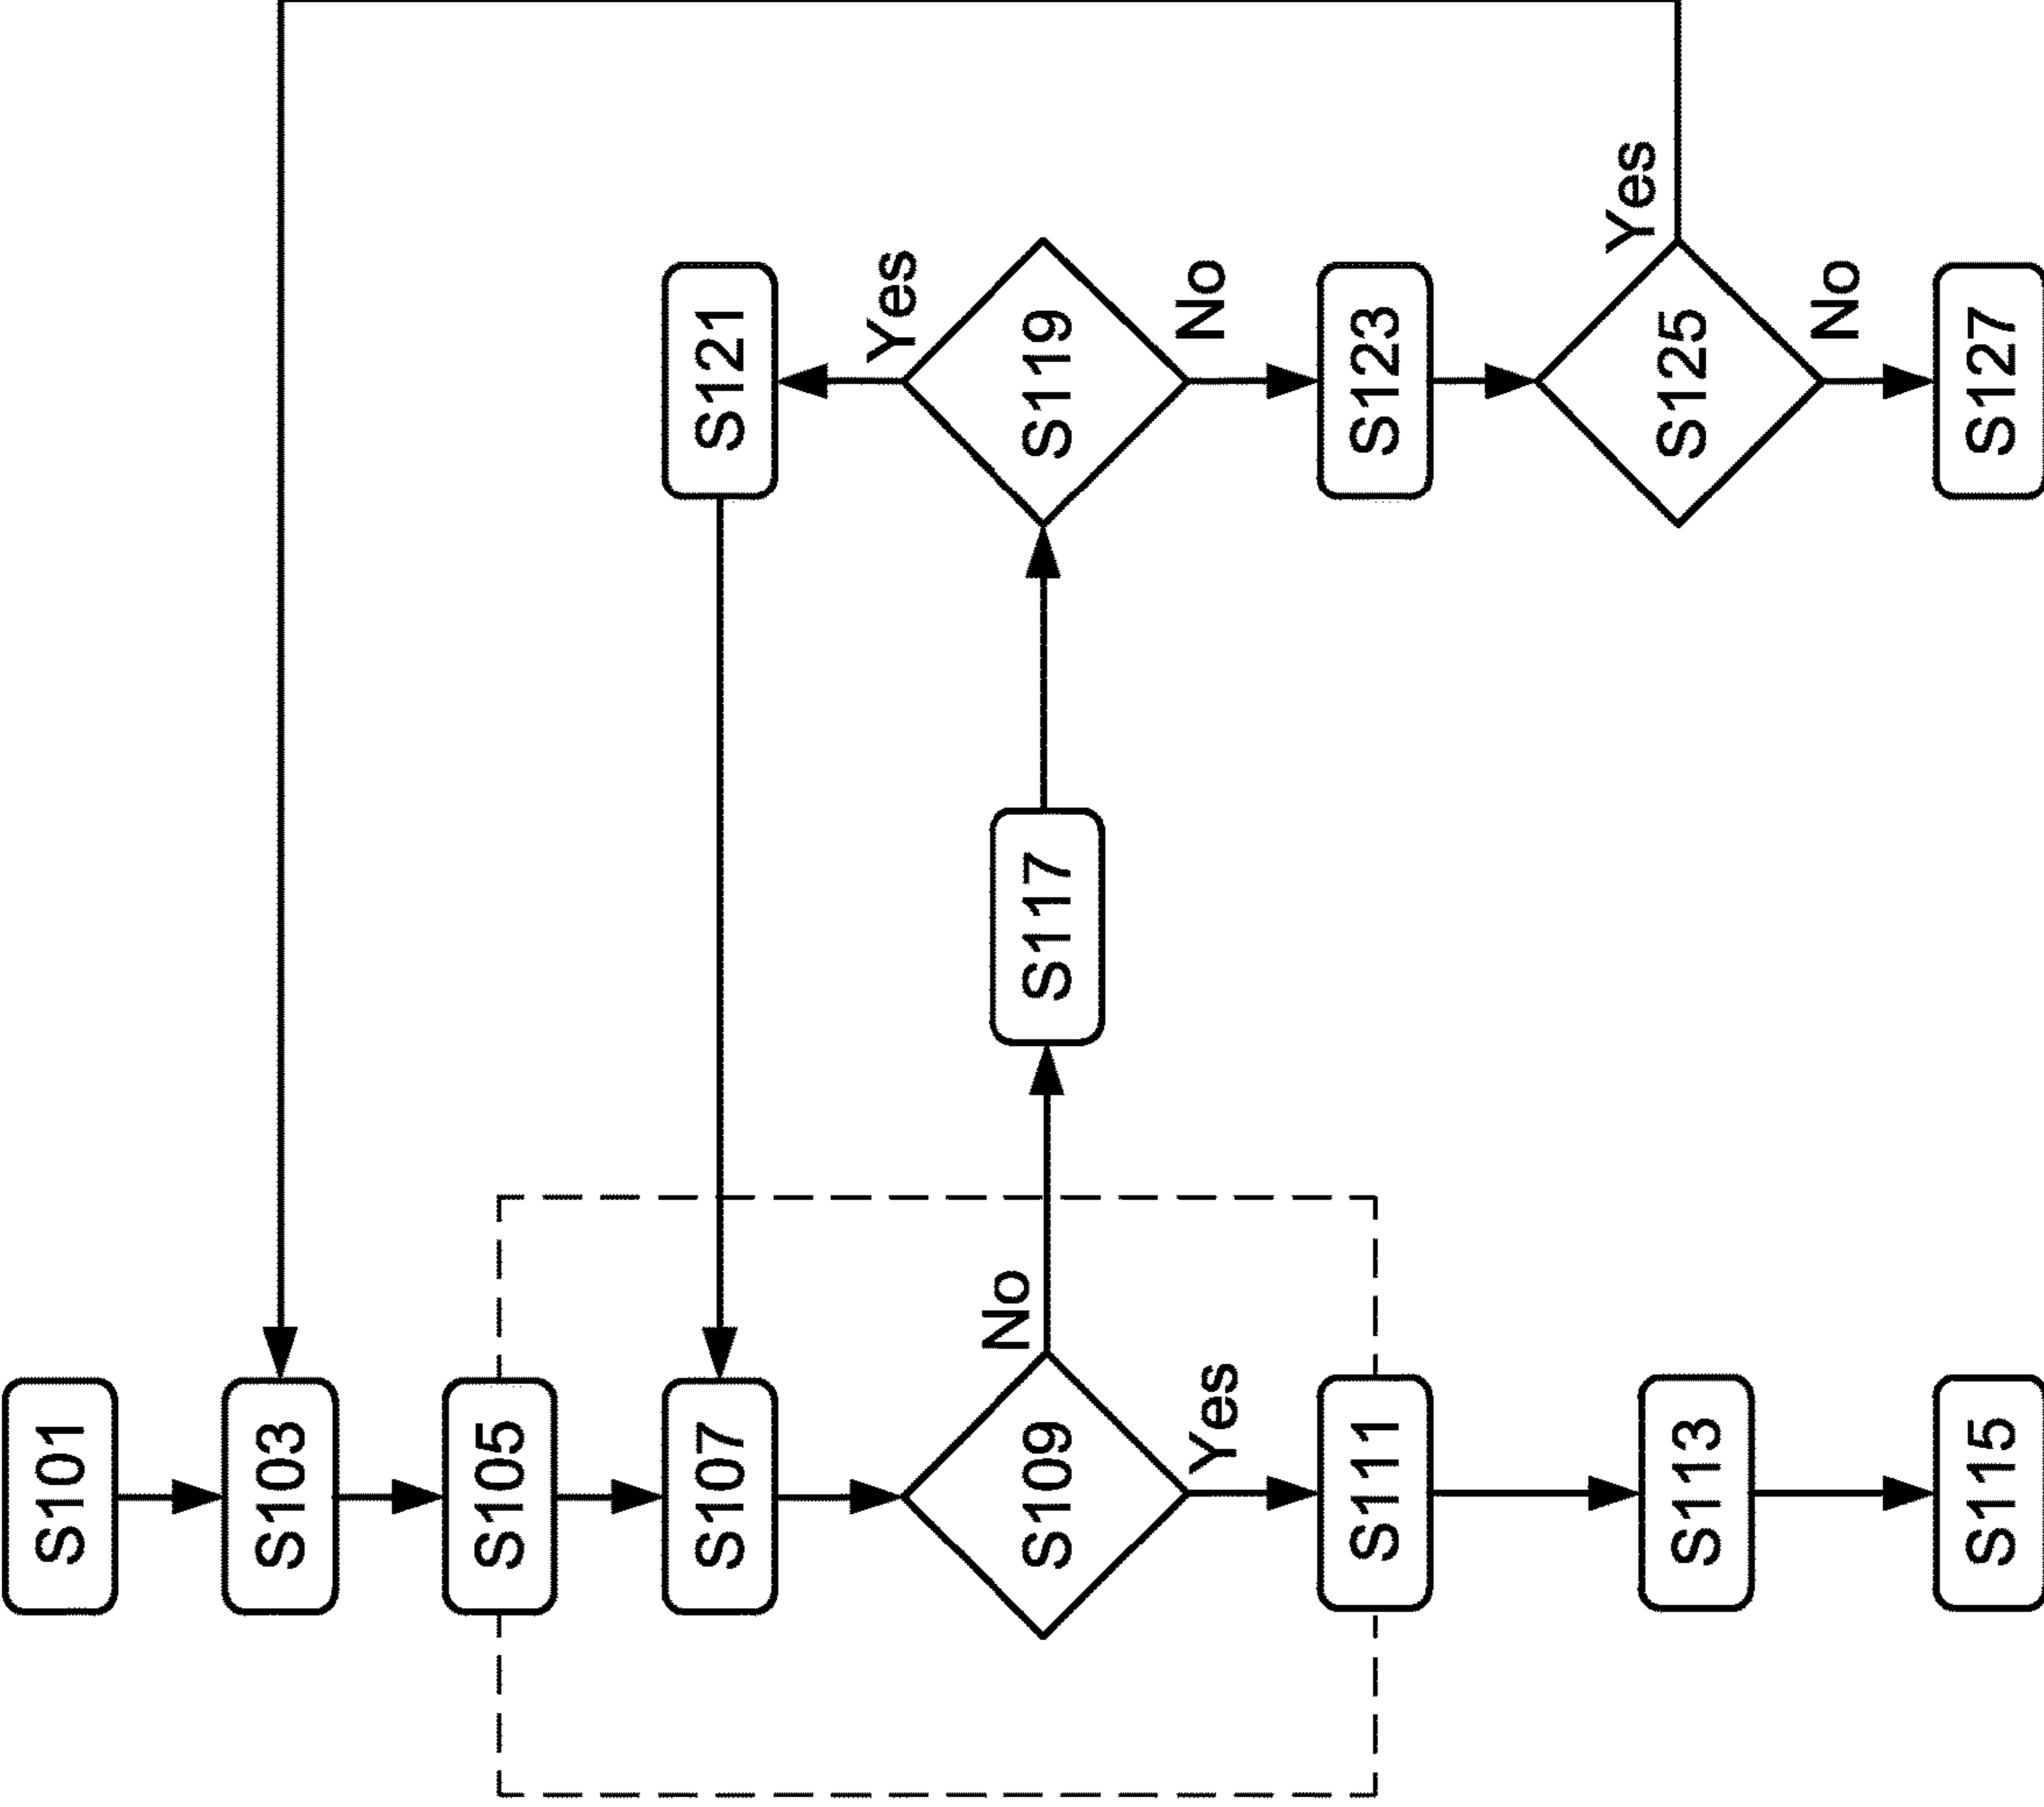 S101
S103
S105
S107
S109
No
Yes
S111
S113
S115
S117
S119
Yes
No
S121
S123
S125
Yes
No
S127